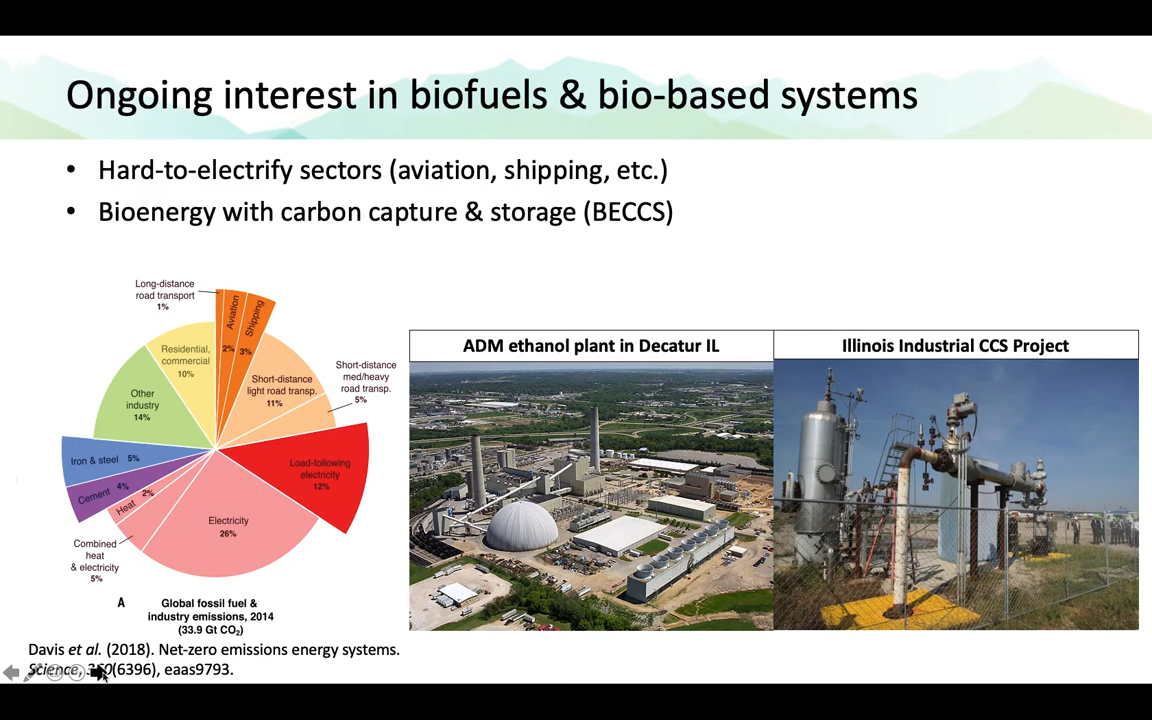 Ongoing interest in biofuels & bio-based systems
• Hard-to-electrify sectors (aviation, shipping, etc.)
• Bioenergy with carbon capture & storage (BECCS)
Long-distance
road transport
1%
Aviation
2%
Shipping
3%
Short-distance
light road transp.
11%
Short-distance
med/heavy
road transp.
5%
Load-following
electricity
12%
Electricity
26%
Combined
heat
& electricity
5%
Heat 2%
Cement 4%
Iron & steel 5%
Other
industry
14%
Residential,
commercial
10%
A
Global fossil fuel &
industry emissions, 2014
(33.9 Gt CO₂)
ADM ethanol plant in Decatur IL
Illinois Industrial CCS Project
Davis et al. (2018). Net-zero emissions energy systems.
Science, 360(6396), eaas9793.